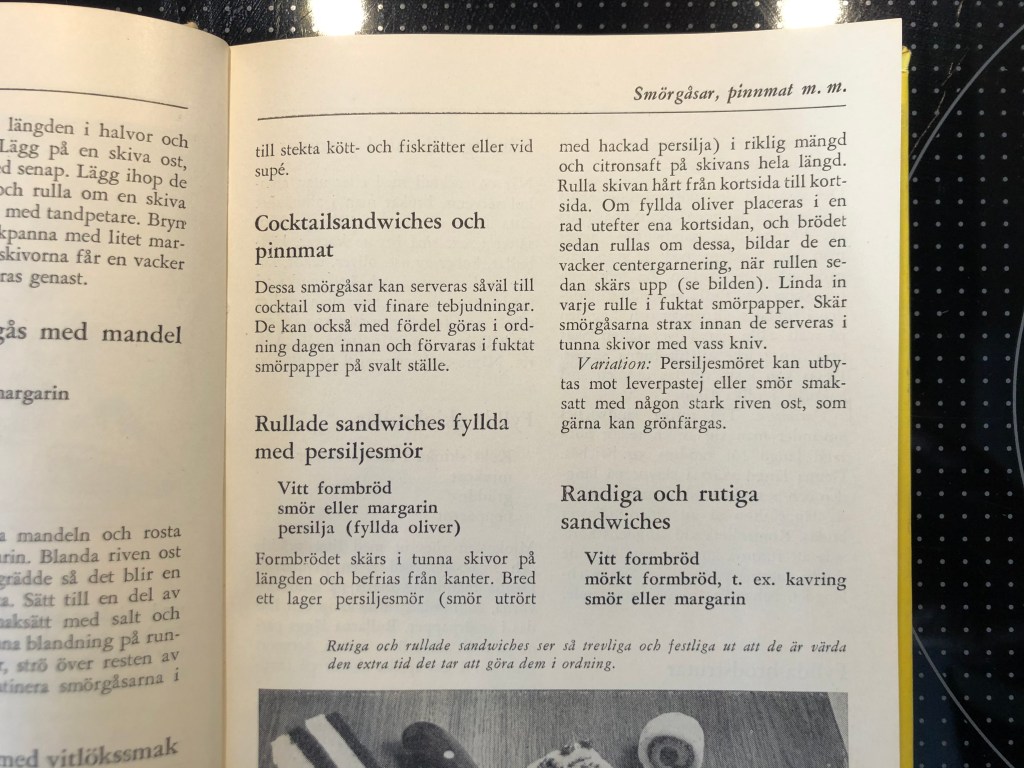 längden i halvor och
Lägg på en skiva ost,
senap. Lägg ihop de
och rulla om en skiva
med tandpetare. Bryn
med litet mar-
skivorna får en vacker
genast.
med mandel
margarin
mandeln och rosta
Blanda riven ost
grädde så det blir en
Sätt till en del av
med salt och
blandning på run-
strö över resten av
smörgåsarna i
med vitlökssmak
Smörgåsar, pinnmat m. m.
till stekta kött- och fiskrätter eller vid
supé.
Cocktailsandwiches och
pinnmat
Dessa smörgåsar kan serveras såväl till
cocktail som vid finare tebjudningar.
De kan också med fördel göras i ord-
ning dagen innan och förvaras i fuktat
smörpapper på svalt ställe.
Rullade sandwiches fyllda
med persiljesmör
Vitt formbröd
smör eller margarin
persilja (fyllda oliver)
Formbrödet skärs i tunna skivor på
längden och befrias från kanter. Bred
ett lager persiljesmör (smör utrört
med hackad persilja) i riklig mängd
och citronsaft på skivans hela längd.
Rulla skivan hårt från kortsida till kort-
sida. Om fyllda oliver placeras i en
rad utefter ena kortsidan, och brödet
sedan rullas om dessa, bildar de en
vacker centergarnering, när rullen se-
dan skärs upp (se bilden). Linda in
varje rulle i fuktat smörpapper. Skär
smörgåsarna strax innan de serveras i
tunna skivor med vass kniv.
Variation: Persiljesmöret kan utby-
tas mot leverpastej eller smör smak-
satt med någon stark riven ost, som
gärna kan grönfärgas.
Randiga och rutiga
sandwiches
Vitt formbröd
mörkt formbröd, t. ex. kavring
smör eller margarin
Rutiga och rullade sandwiches ser så trevliga och festliga ut att de är värda
den extra tid det tar att göra dem i ordning.